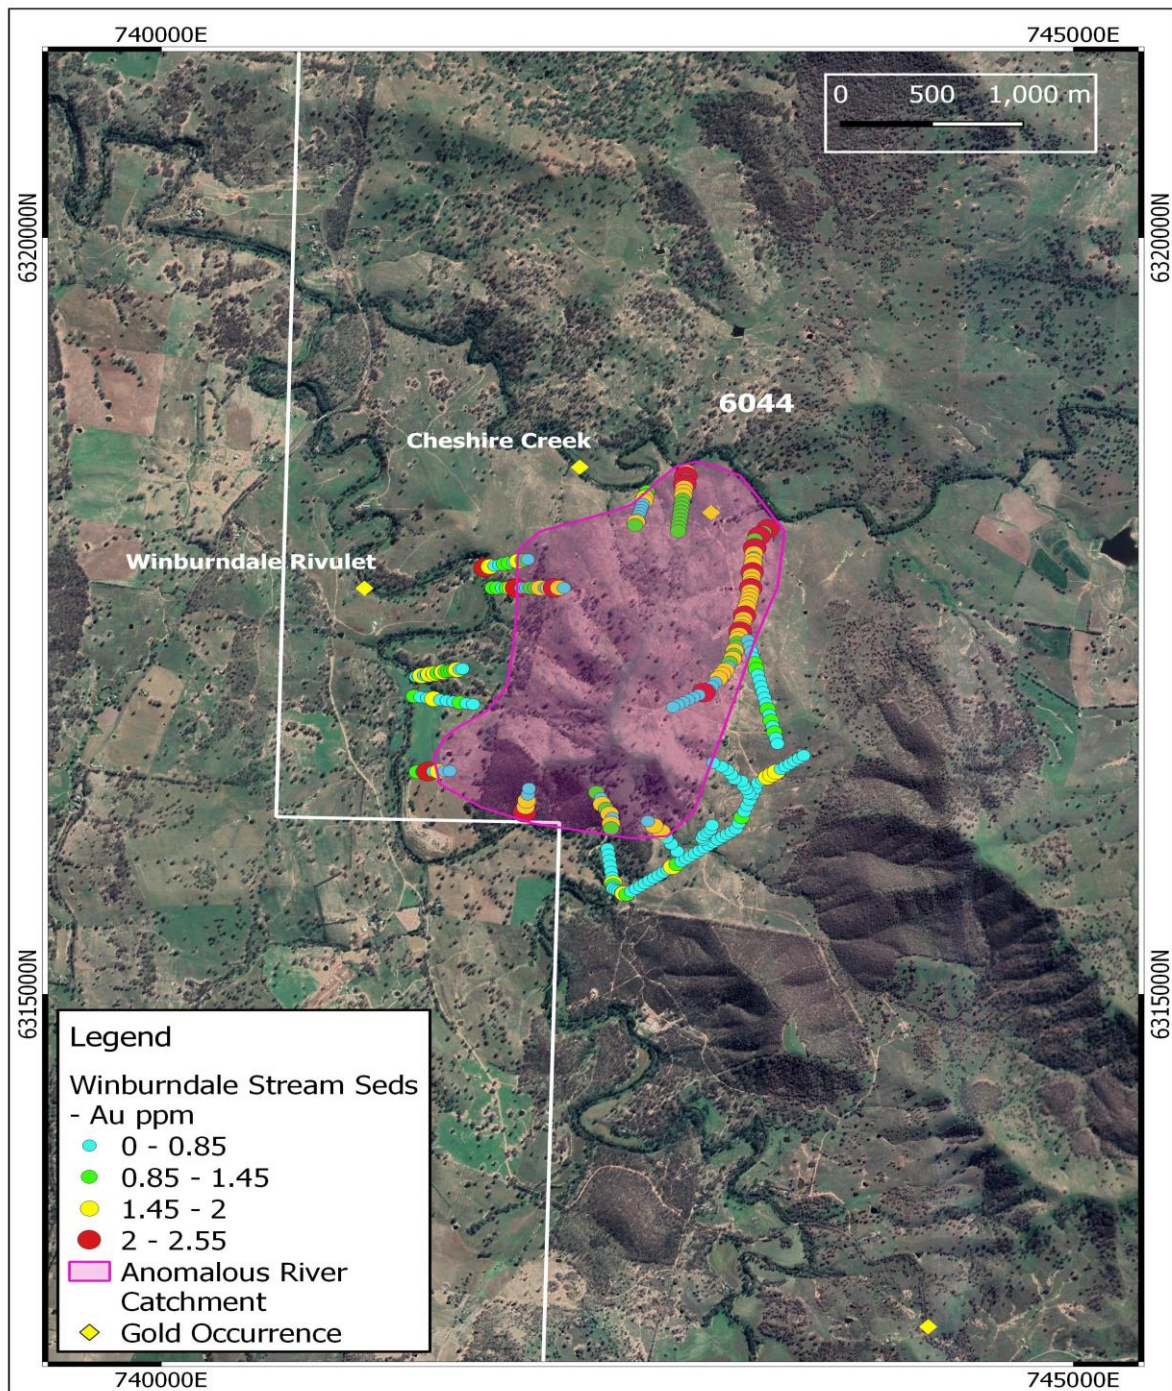 740000E 745000E
0 500 1,000 m
6320000N 6320000N
6044
Cheshire Creek
Winburndale Rivulet
6315000N 6315000N
Legend
Winburndale Stream Seds
- Au ppm
0 - 0.85
0.85 - 1.45
1.45 - 2
2 - 2.55
Anomalous River
Catchment
Gold Occurrence
740000E 745000E